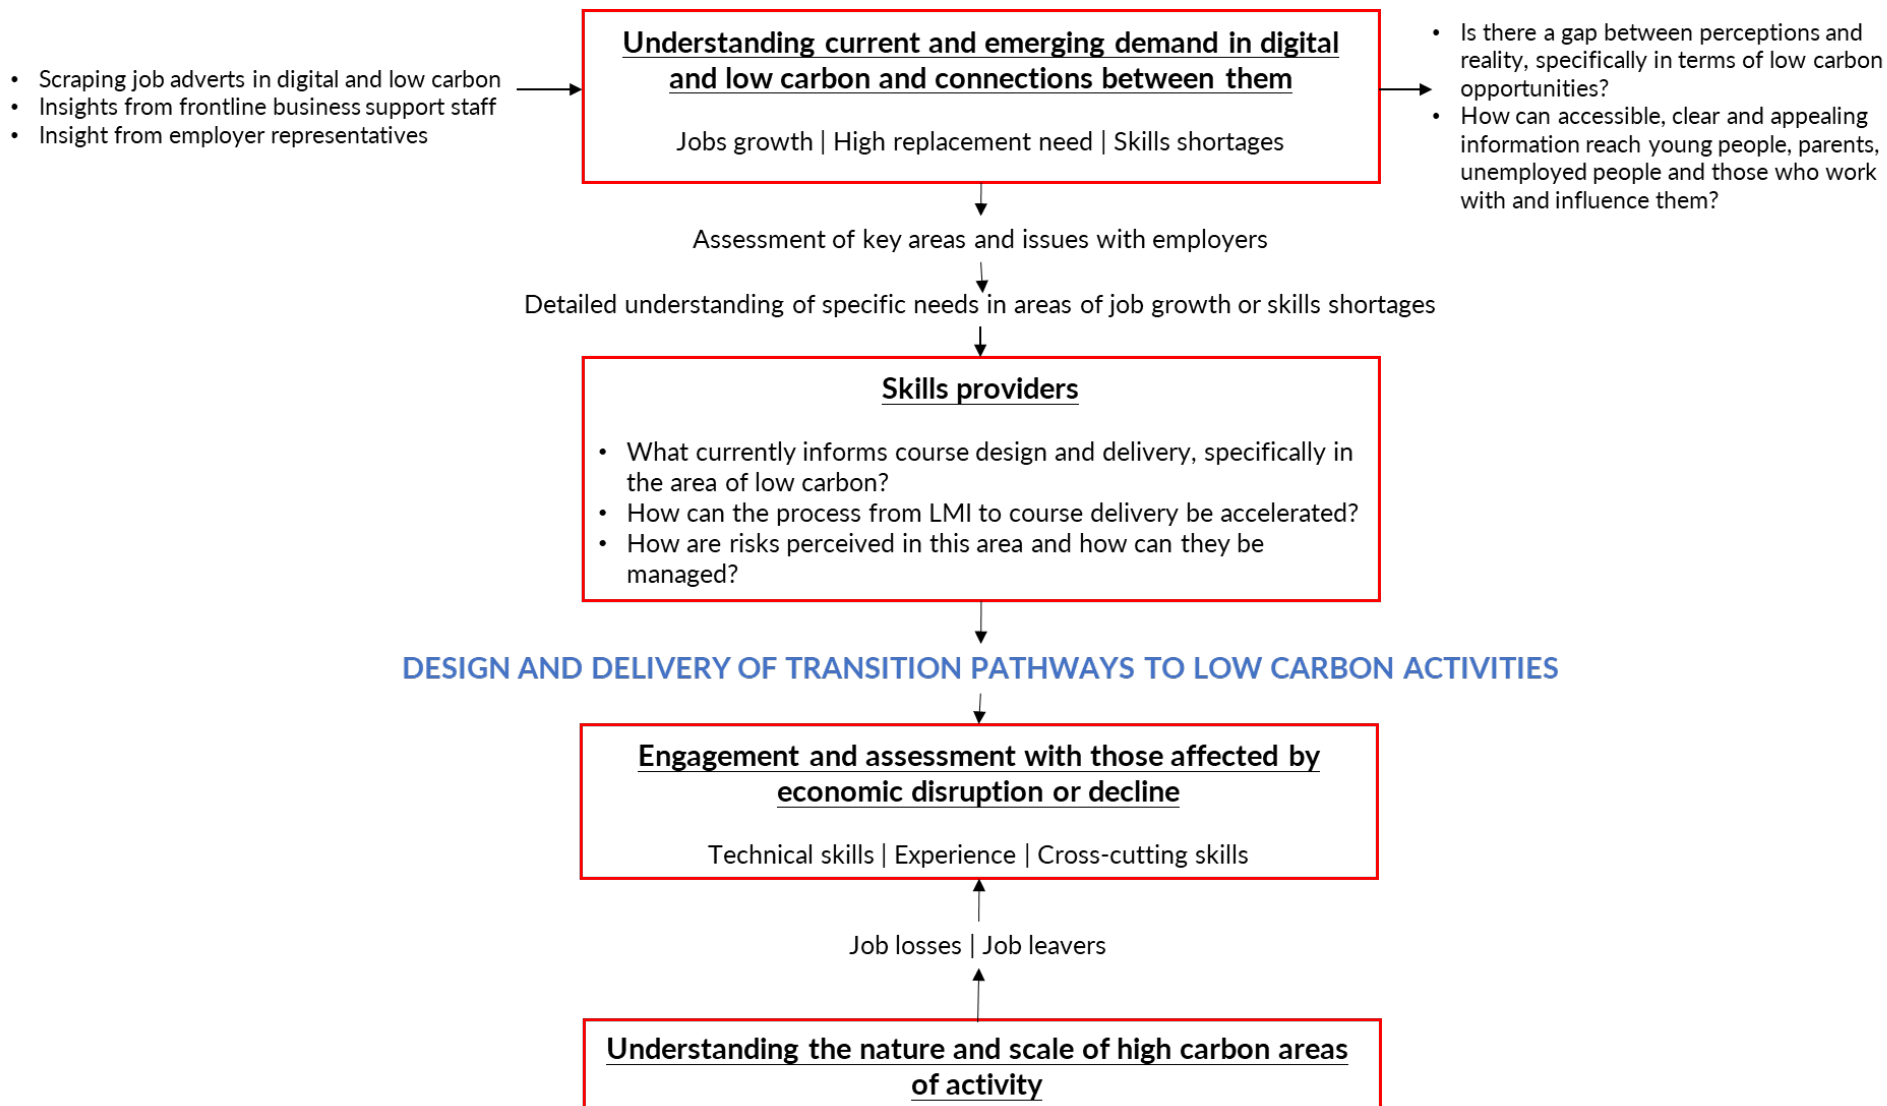 Understanding current and emerging demand in digital
and low carbon and connections between them
Jobs growth | High replacement need | Skills shortages
• Scraping job adverts in digital and low carbon
• Insights from frontline business support staff
• Insight from employer representatives
• Is there a gap between perceptions and
reality, specifically in terms of low carbon
opportunities?
• How can accessible, clear and appealing
information reach young people, parents,
unemployed people and those who work
with and influence them?
Assessment of key areas and issues with employers
Detailed understanding of specific needs in areas of job growth or skills shortages
Skills providers
• What currently informs course design and delivery, specifically in
the area of low carbon?
• How can the process from LMI to course delivery be accelerated?
• How are risks perceived in this area and how can they be
managed?
DESIGN AND DELIVERY OF TRANSITION PATHWAYS TO LOW CARBON ACTIVITIES
Engagement and assessment with those affected by
economic disruption or decline
Technical skills | Experience | Cross-cutting skills
Job losses | Job leavers
Understanding the nature and scale of high carbon areas
of activity